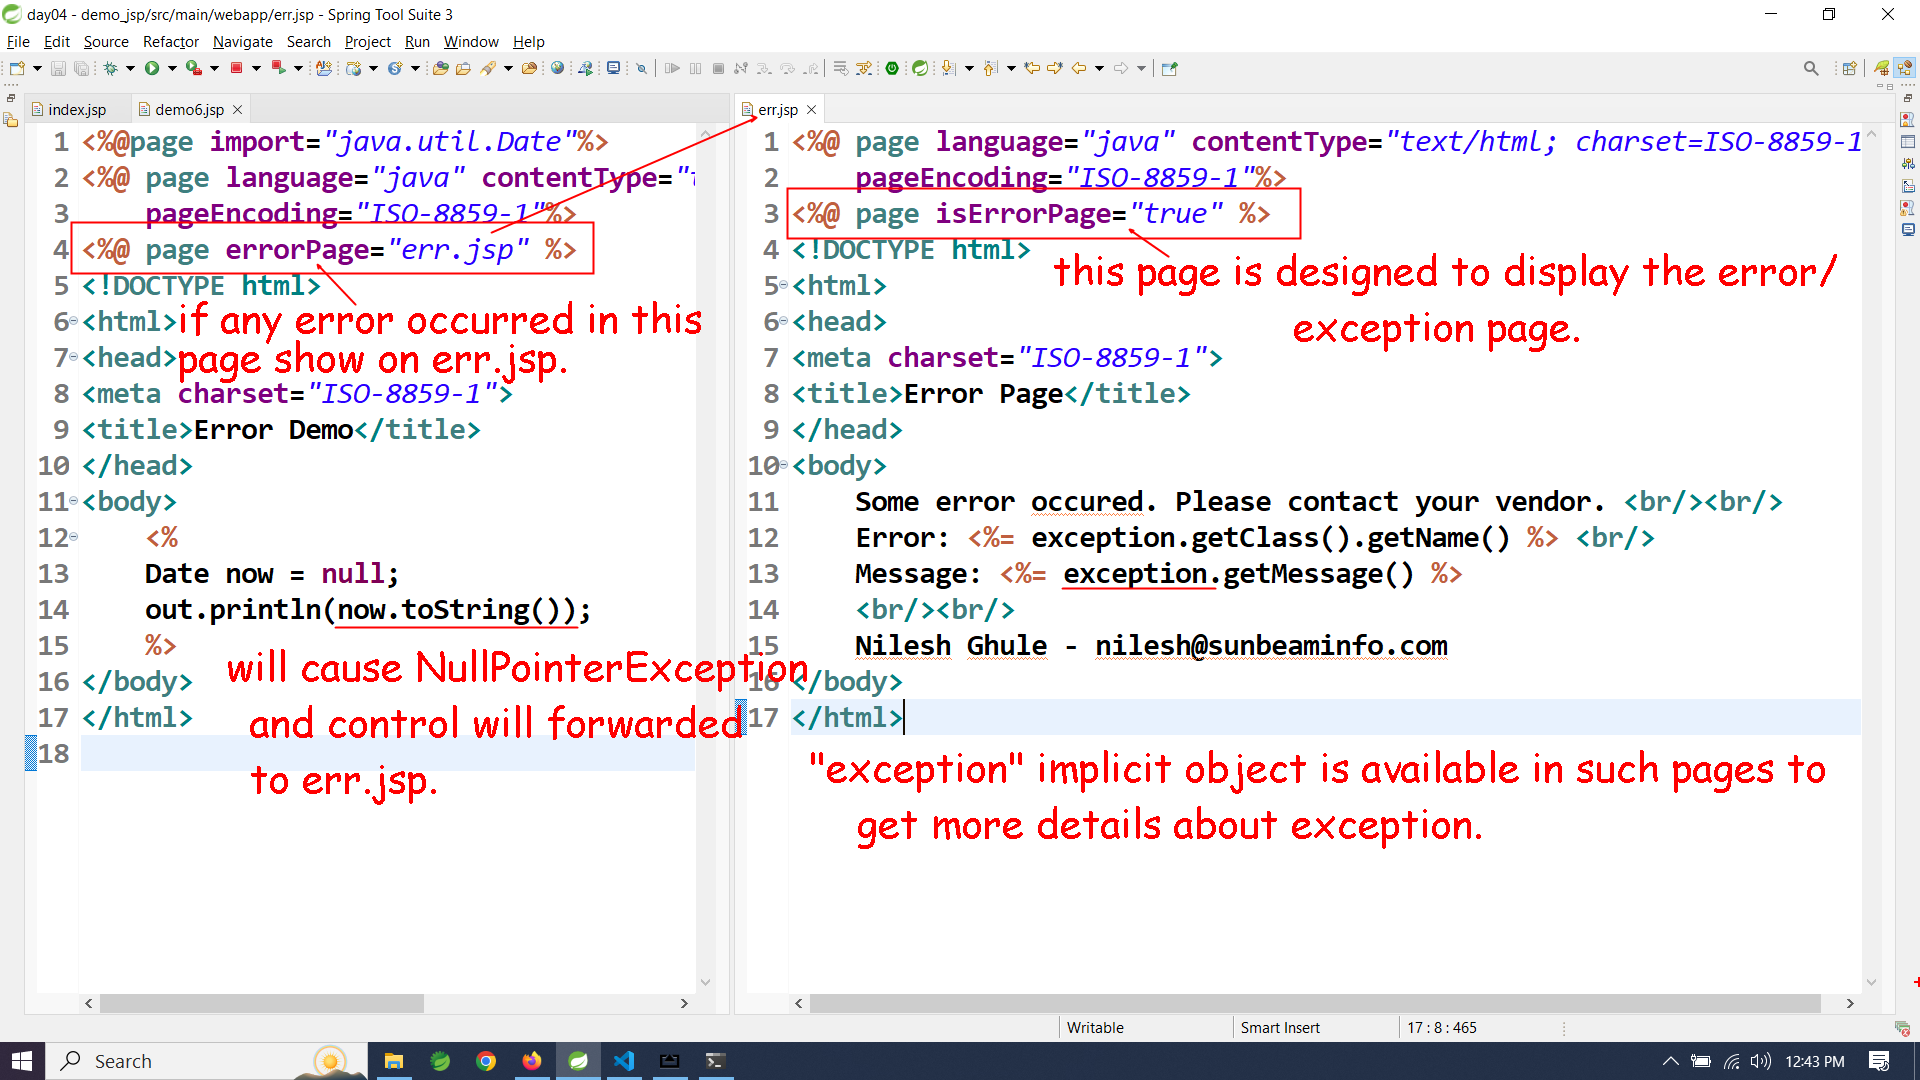 day04 - demo_jsp/src/main/webapp/err.jsp - Spring Tool Suite 3
File Edit Source Refactor Navigate Search Project Run Window Help
index.jsp demo6.jsp
1 <%@page import="java.util.Date"%>
2 <%@ page language="java" contentType="t
3 pageEncoding="ISO-8859-1"%>
4 <%@ page errorPage="err.jsp" %>
5 <!DOCTYPE html>
6 <html>
if any error occurred in this
7 <head>
page show on err.jsp.
8 <meta charset="ISO-8859-1">
9 <title>Error Demo</title>
10 </head>
11 <body>
12 <%
13 Date now = null;
14 out.println(now.toString());
15 %>
will cause NullPointerException
16 </body>
17 </html>
and control will forwarded
18
to err.jsp.
err.jsp
1 <%@ page language="java" contentType="text/html; charset=ISO-8859-1
2 pageEncoding="ISO-8859-1"%>
3 <%@ page isErrorPage="true" %>
4 <!DOCTYPE html>
this page is designed to display the error/
5 <html>
6 <head>
exception page.
7 <meta charset="ISO-8859-1">
8 <title>Error Page</title>
9 </head>
10 <body>
11 Some error occured. Please contact your vendor. <br/><br/>
12 Error: <%= exception.getClass().getName() %> <br/>
13 Message: <%= exception.getMessage() %>
14 <br/><br/>
15 Nilesh Ghule - nilesh@sunbeaminfo.com
16 </body>
17 </html>
"exception" implicit object is available in such pages to
get more details about exception.
Writable Smart Insert 17 : 8 : 465
Search 12:43 PM